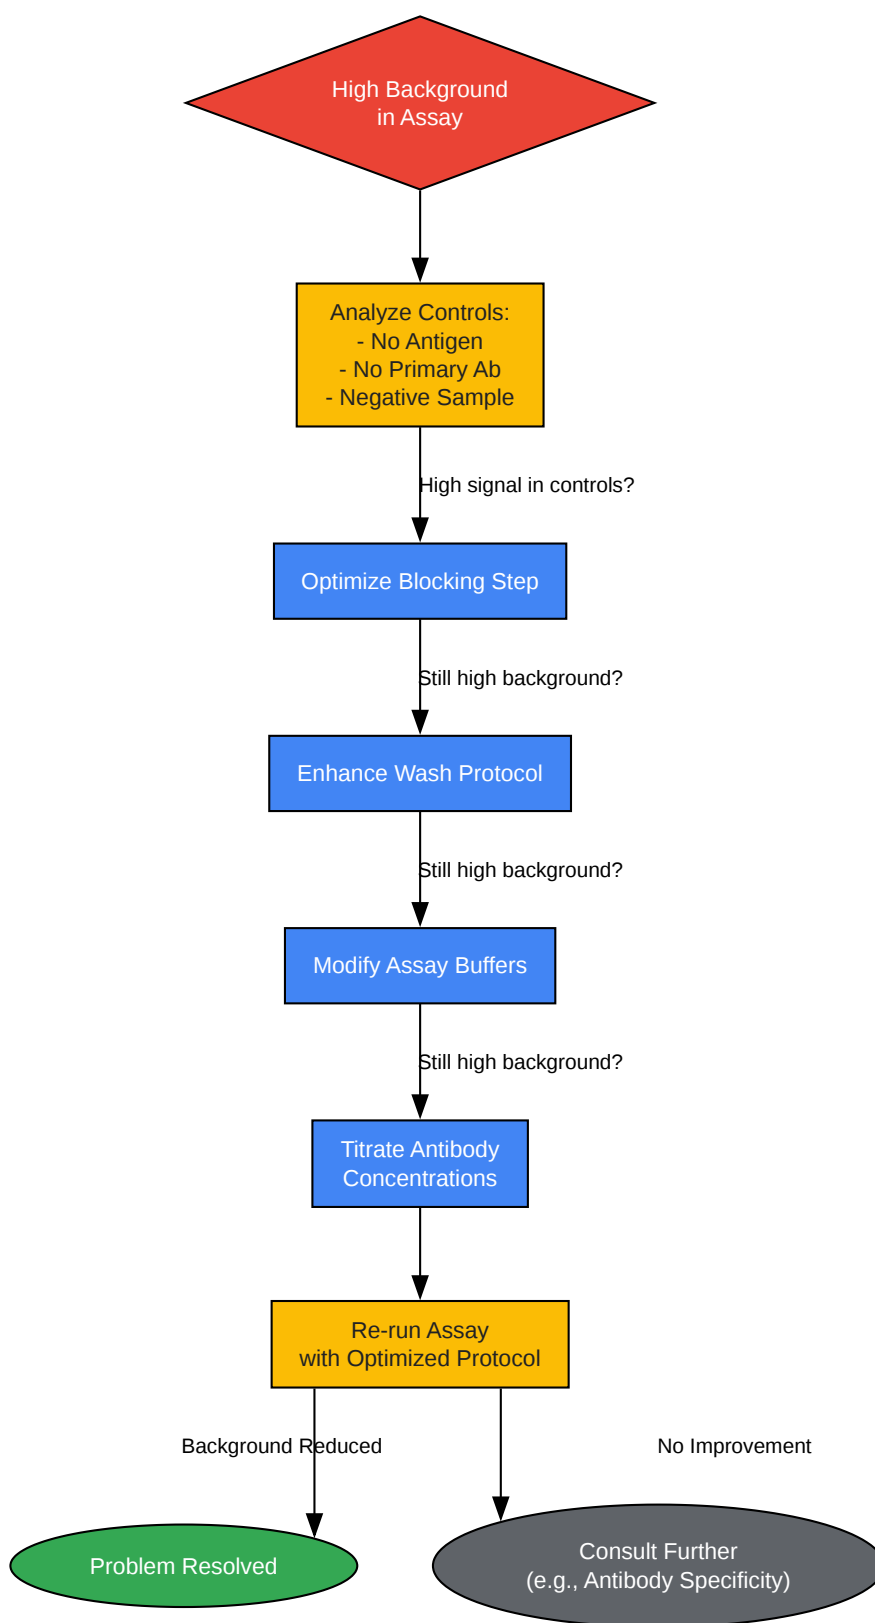 High Background
in Assay
Analyze Controls:
- No Antigen
- No Primary Ab
- Negative Sample
High signal in controls?
Optimize Blocking Step
Still high background?
Enhance Wash Protocol
Still high background?
Modify Assay Buffers
Still high background?
Titrate Antibody
Concentrations
Re-run Assay
with Optimized Protocol
Background Reduced
No Improvement
Problem Resolved
Consult Further
(e.g., Antibody Specificity)